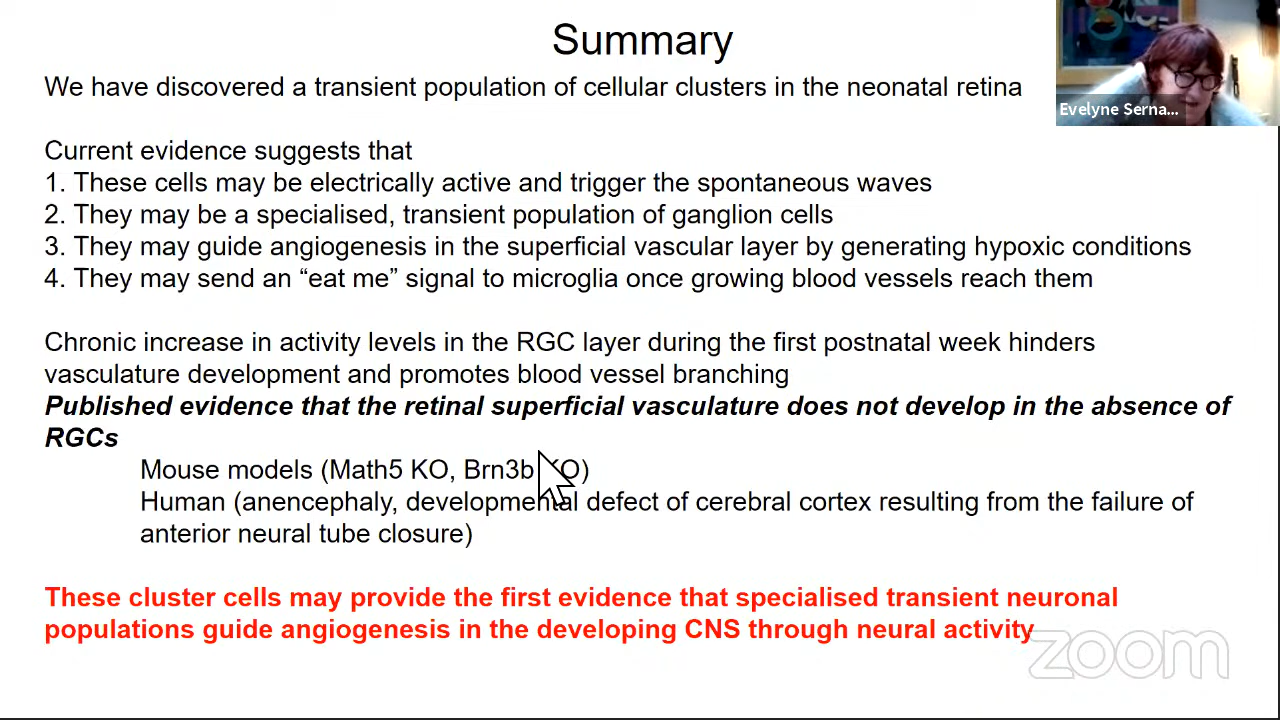 Summary
We have discovered a transient population of cellular clusters in the neonatal retina
Evelyne Serna...
Current evidence suggests that
1. These cells may be electrically active and trigger the spontaneous waves
2. They may be a specialised, transient population of ganglion cells
3. They may guide angiogenesis in the superficial vascular layer by generating hypoxic conditions
4. They may send an “eat me” signal to microglia once growing blood vessels reach them
Chronic increase in activity levels in the RGC layer during the first postnatal week hinders
vasculature development and promotes blood vessel branching
Published evidence that the retinal superficial vasculature does not develop in the absence of
RGCs
Mouse models (Math5 KO, Brn3b KO)
Human (anencephaly, developmental defect of cerebral cortex resulting from the failure of
anterior neural tube closure)
These cluster cells may provide the first evidence that specialised transient neuronal
populations guide angiogenesis in the developing CNS through neural activity
zoom